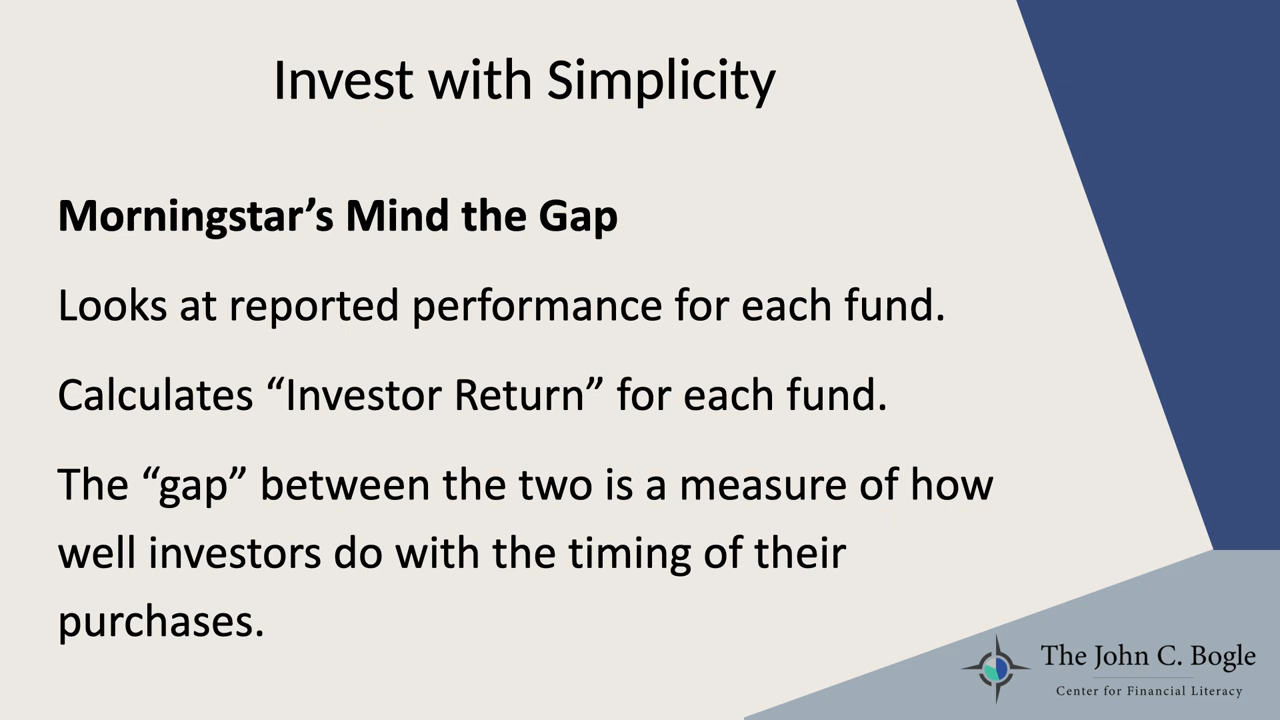 Invest with Simplicity
Morningstar’s Mind the Gap
Looks at reported performance for each fund.
Calculates “Investor Return” for each fund.
The “gap” between the two is a measure of how
well investors do with the timing of their
purchases.
The John C. Bogle
Center for Financial Literacy